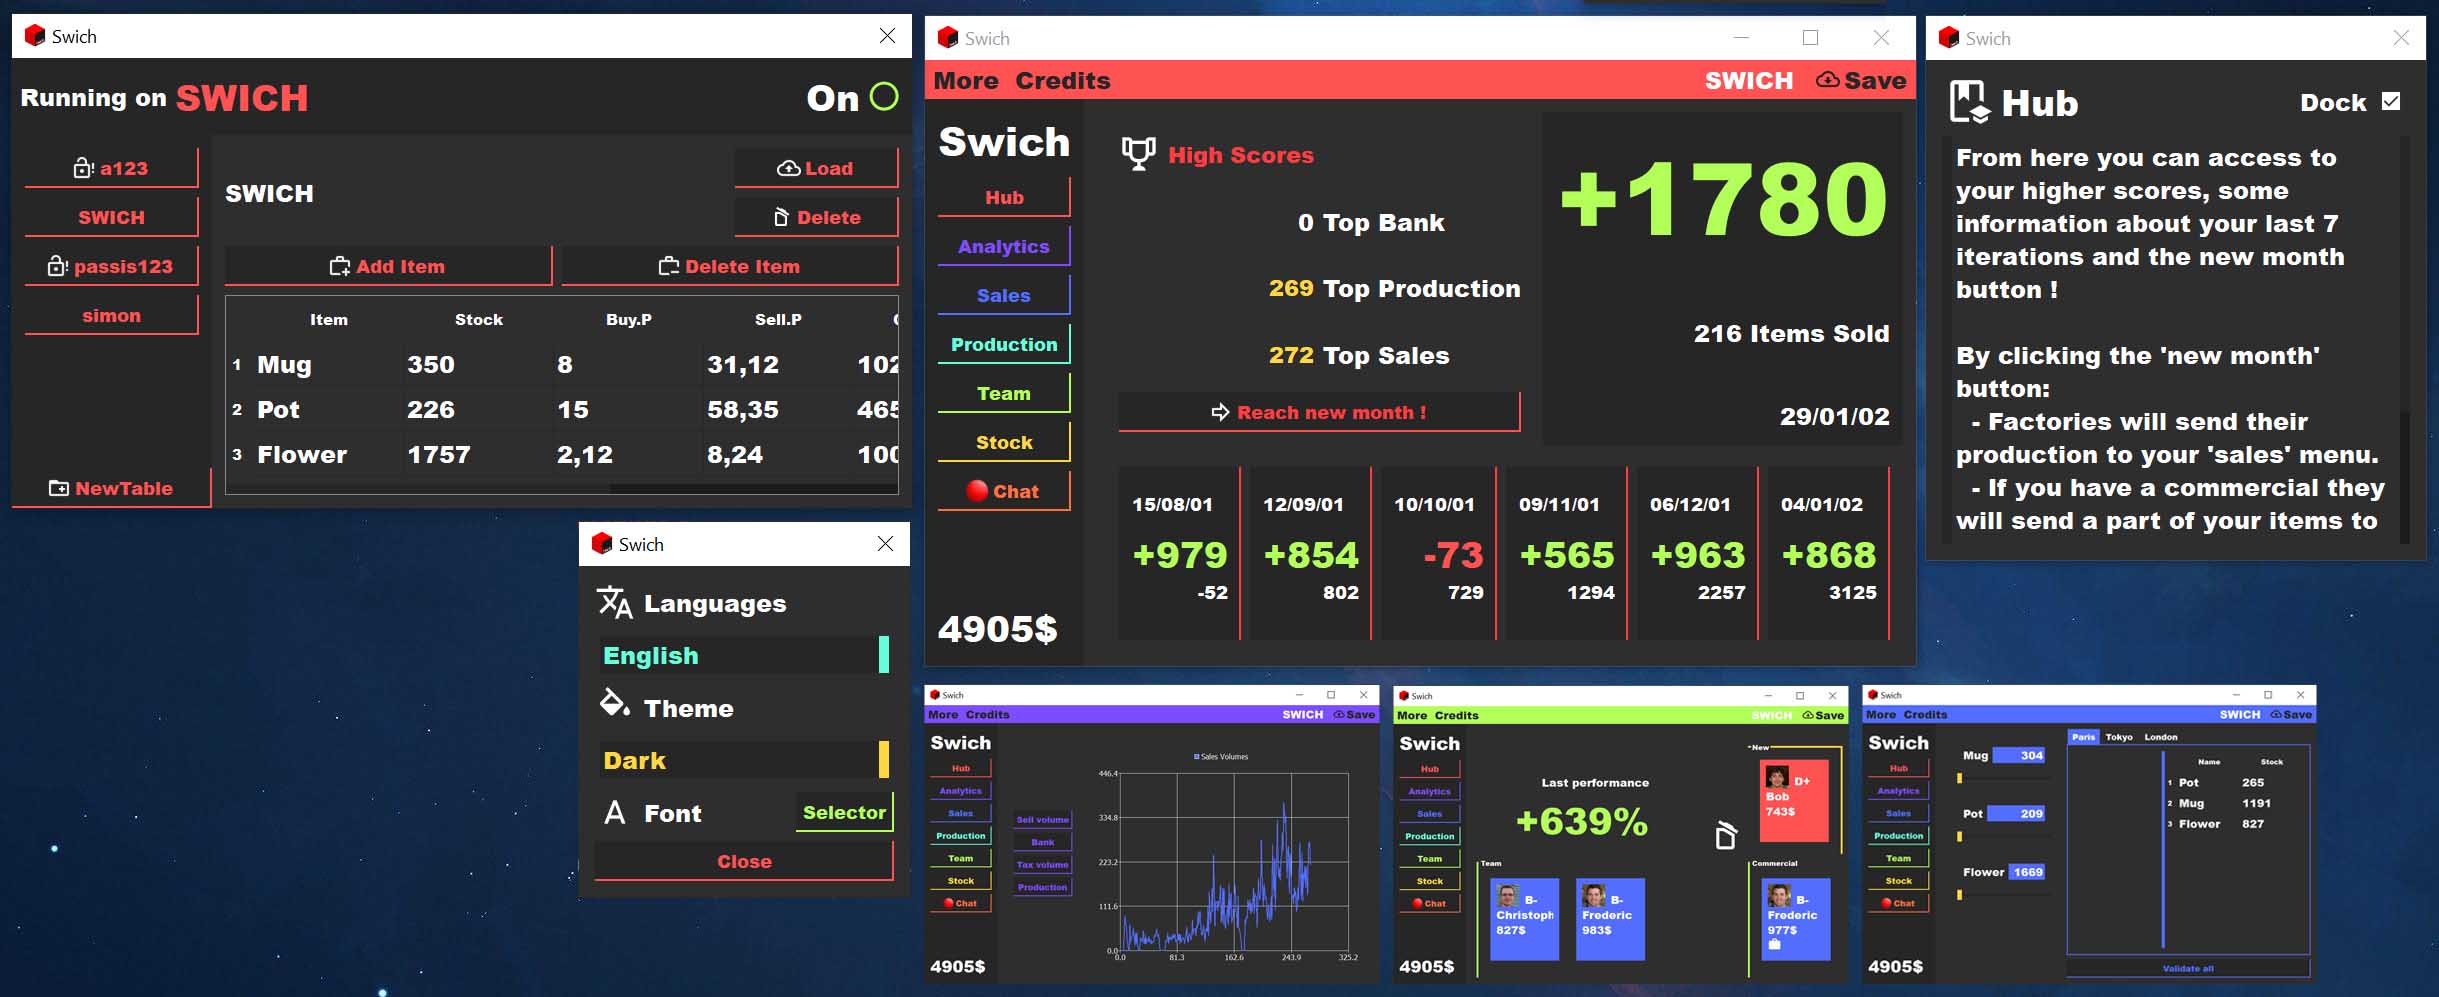 Swich
Running on SWICH
On
a123
SWICH
passis123
simon
NewTable
SWICH
Load
Delete
Add Item
Delete Item
Item Stock Buy.P Sell.P
1 Mug 350 8 31,12 102
2 Pot 226 15 58,35 465
3 Flower 1757 2,12 8,24 100
Swich
Languages
English
Theme
Dark
Font Selector
Close
Swich
More Credits SWICH Save
Swich
Hub
Analytics
Sales
Production
Team
Stock
Chat
4905$
High Scores
0 Top Bank
269 Top Production
272 Top Sales
Reach new month !
+1780
216 Items Sold
29/01/02
15/08/01 12/09/01 10/10/01 09/11/01 06/12/01 04/01/02
+979 +854 -73 +565 +963 +868
-52 802 729 1294 2257 3125
Swich
Hub Dock
From here you can access to
your higher scores, some
information about your last 7
iterations and the new month
button !
By clicking the 'new month'
button:
- Factories will send their
production to your 'sales' menu.
- If you have a commercial they
will send a part of your items to
Swich
More Credits SWICH Save
Swich
Hub
Analytics
Sales
Production
Team
Stock
Chat
4905$
Sell volume
Bank
Tax volume
Production
Sales Volumes
446.4
334.8
223.2
111.6
0.0
0.0 81.3 162.6 243.9 325.2
Swich
More Credits SWICH Save
Swich
Hub
Analytics
Sales
Production
Team
Stock
Chat
4905$
Last performance
+639%
New
D+
Bob
743$
Team
B-
Christoph
827$
B-
Frederic
983$
Commercial
B-
Frederic
977$
Swich
More Credits SWICH Save
Swich
Hub
Analytics
Sales
Production
Team
Stock
Chat
4905$
Mug 304
Pot 209
Flower 1669
Paris Tokyo London
Name Stock
1 Pot 265
2 Mug 1191
3 Flower 827
Validate all